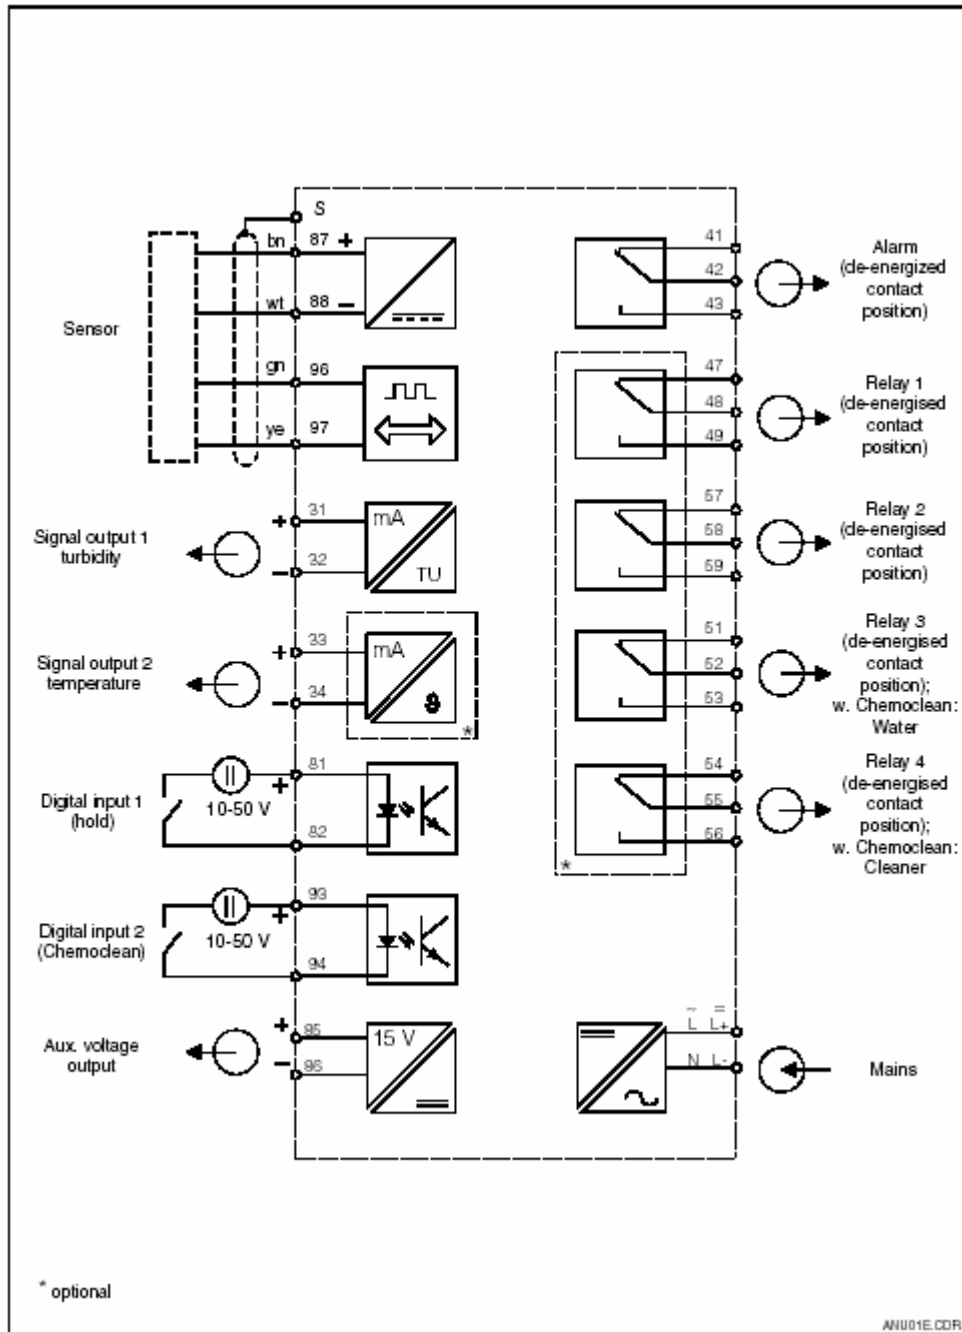 S
bn 87 +
wt 88 –
Sensor
gn 96
ye 97
Signal output 1
turbidity
+ 31
– 32
mA
TU
Signal output 2
temperature
+ 33
– 34
mA
ϑ
*
Digital input 1
(hold)
10-50 V
+
81
82
Digital input 2
(Chemoclean)
10-50 V
+
93
94
Aux. voltage
output
+ 85
– 86
15 V
41
42
43
Alarm
(de-energized
contact
position)
47
48
49
Relay 1
(de-energised
contact
position)
57
58
59
Relay 2
(de-energised
contact
position)
51
52
53
Relay 3
(de-energised
contact
position);
w. Chemoclean:
Water
54
55
56
Relay 4
(de-energised
contact
position);
w. Chemoclean:
Cleaner
*
~ =
L L+
N L-
Mains
* optional
ANU01E.CDR